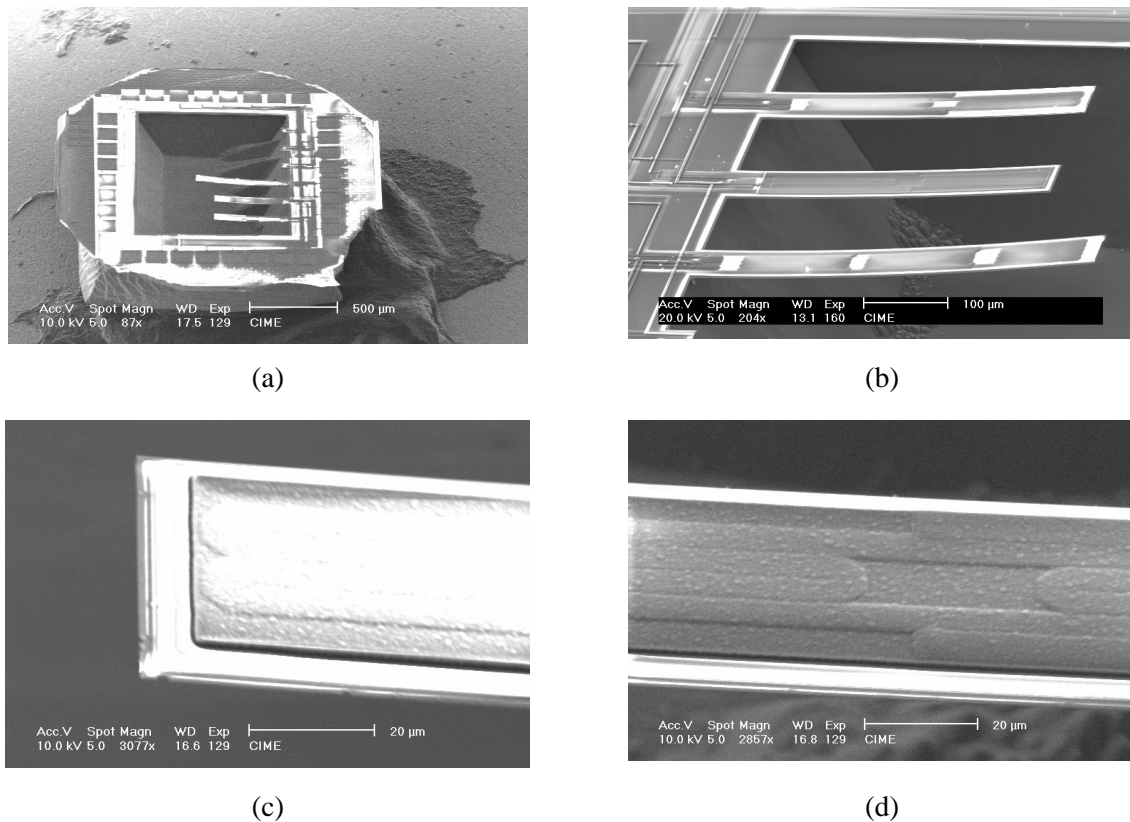 Acc.V Spot Magn WD Exp 500 µm
10.0 kV 5.0 87x 17.5 129 CIME
(a)
Acc.V Spot Magn WD Exp 100 µm
20.0 kV 5.0 204x 13.1 160 CIME
(b)
Acc.V Spot Magn WD Exp 20 µm
10.0 kV 5.0 3077x 16.6 129 CIME
(c)
Acc.V Spot Magn WD Exp 20 µm
10.0 kV 5.0 2857x 16.8 129 CIME
(d)